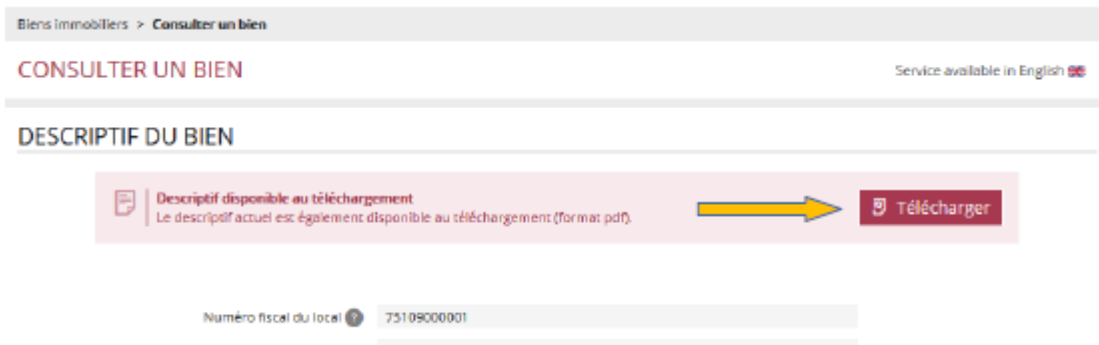 Biens immobiliers > Consulter un bien
CONSULTER UN BIEN
Service available in English
DESCRIPTIF DU BIEN
Descriptif disponible au téléchargement
Le descriptif actuel est également disponible au téléchargement (format pdf).
Télécharger
Numéro fiscal du local ?
75109000001